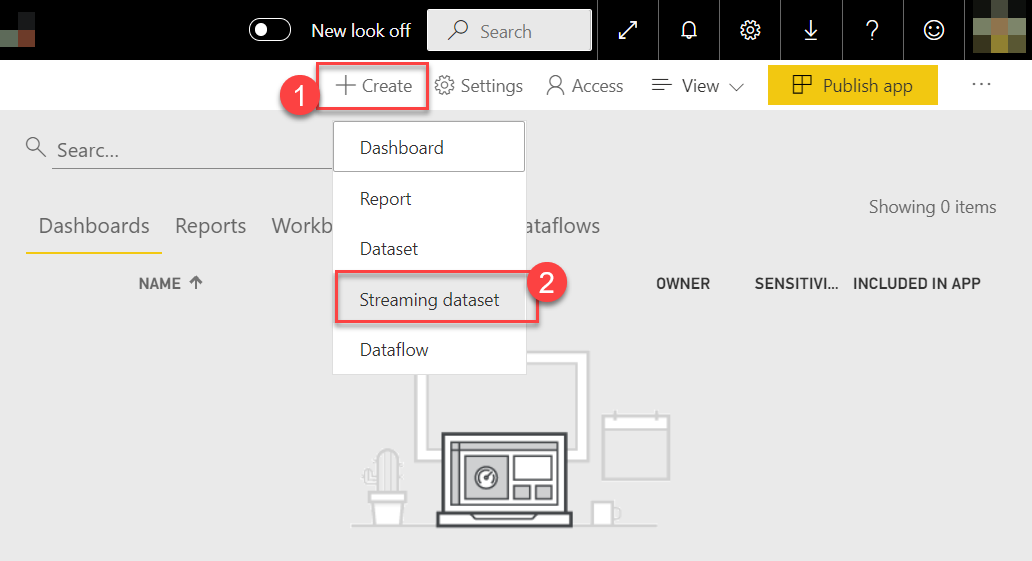 New look off
Search
1
Create
Settings
Access
View
Publish app
Searc...
Dashboard
Report
Dataset
Streaming dataset
2
Dataflow
Showing 0 items
Dashboards
Reports
Workb
ataflows
NAME
OWNER
SENSITIVI...
INCLUDED IN APP